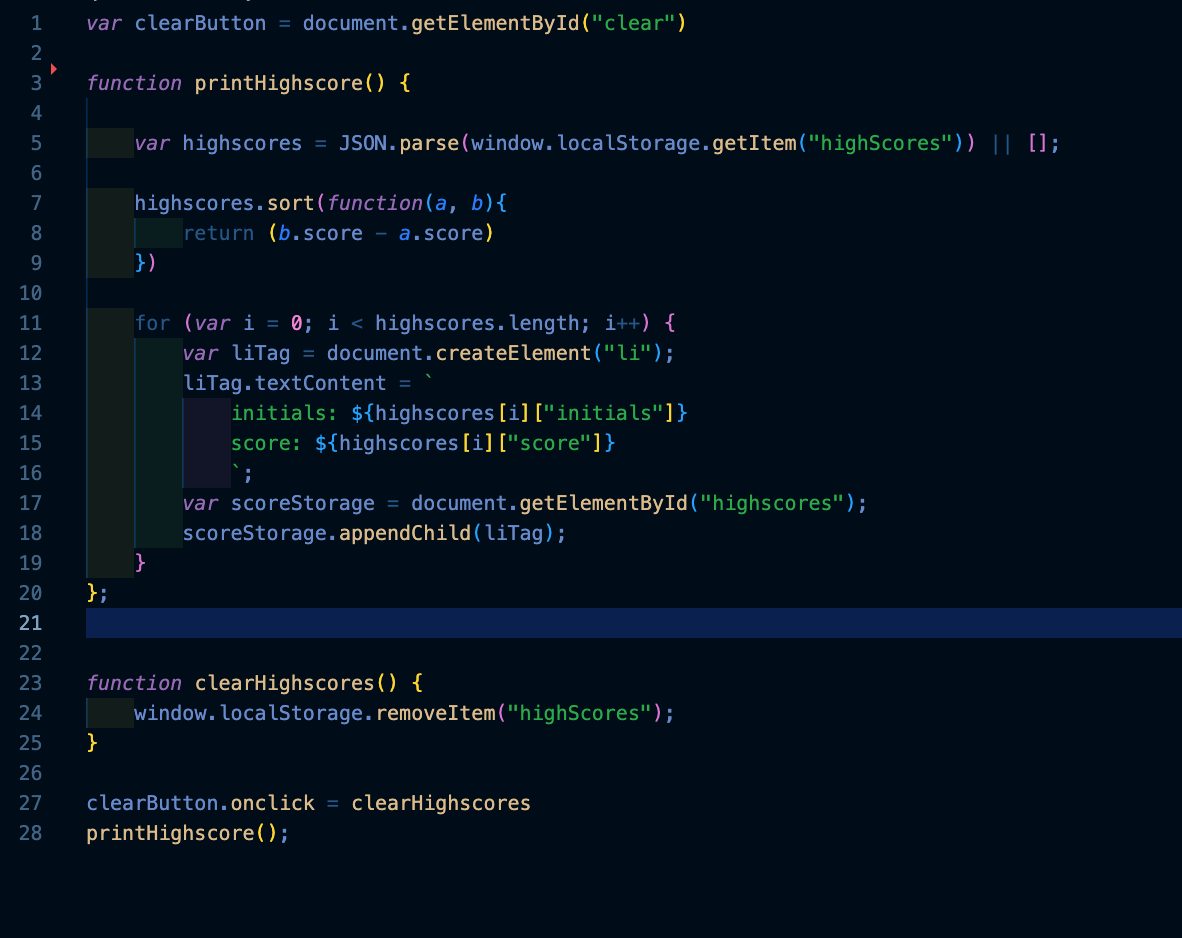 1 var clearButton = document.getElementById("clear")
2
3 function printHighscore() {
4
5     var highscores = JSON.parse(window.localStorage.getItem("highScores")) || [];
6
7     highscores.sort(function(a, b){
8         return (b.score - a.score)
9     })
10
11     for (var i = 0; i < highscores.length; i++) {
12         var liTag = document.createElement("li");
13         liTag.textContent = `
14             initials: ${highscores[i]["initials"]}
15             score: ${highscores[i]["score"]}
16             `;
17         var scoreStorage = document.getElementById("highscores");
18         scoreStorage.appendChild(liTag);
19     }
20 };
21
22
23 function clearHighscores() {
24     window.localStorage.removeItem("highScores");
25 }
26
27 clearButton.onclick = clearHighscores
28 printHighscore();